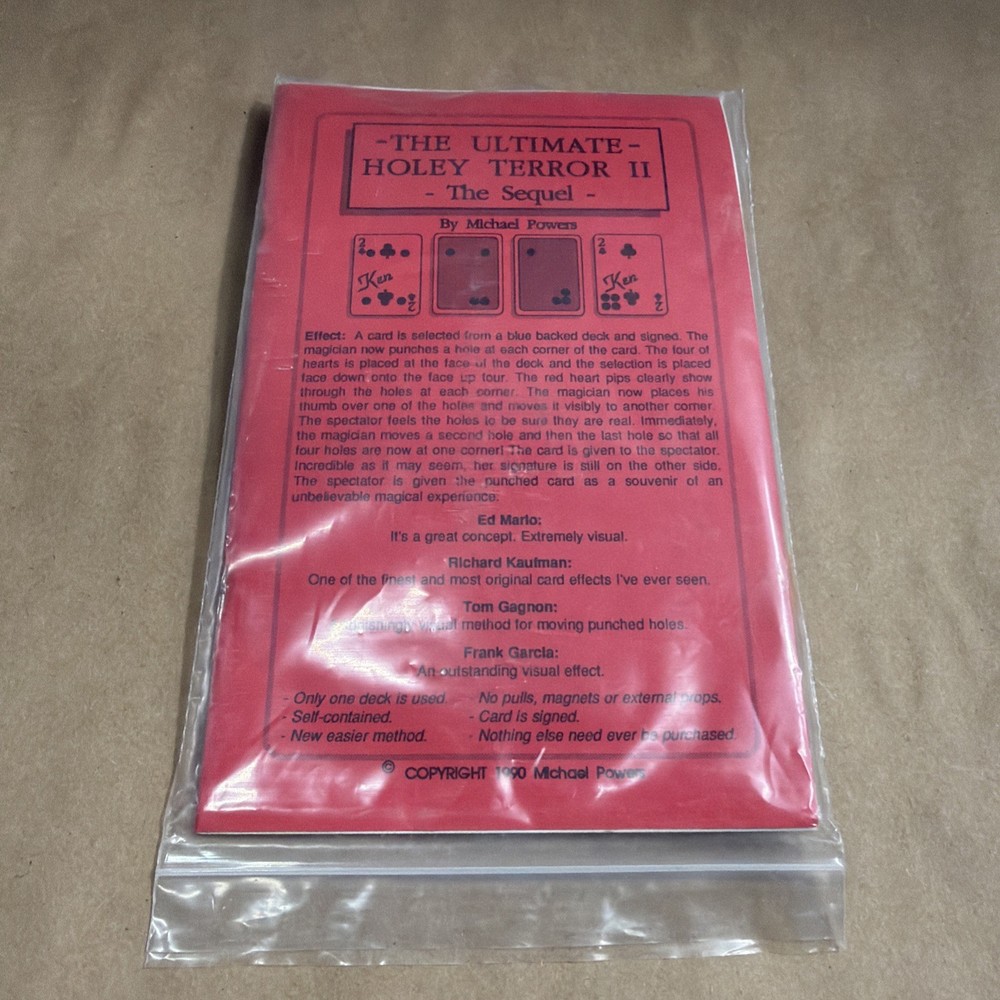 -THE ULTIMATE-
HOLEY TERROR II
- The Sequel -
By Michael Powers
2
Ken
2
2
Ken
2
Effect: A card is selected from a blue backed deck and signed. The
magician now punches a hole at each corner of the card. The four of
hearts is placed at the face of the deck and the selection is placed
face down onto the face up four. The red heart pips clearly show
through the holes at each corner. The magician now places his
thumb over one of the holes and moves it visibly to another corner.
The spectator feels the holes to be sure they are real. Immediately,
the magician moves a second hole and then the last hole so that all
four holes are now at one corner! The card is given to the spectator.
Incredible as it may seem, her signature is still on the other side.
The spectator is given the punched card as a souvenir of an
unbelievable magical experience.
Ed Marlo:
It's a great concept. Extremely visual.
Richard Kaufman:
One of the finest and most original card effects I've ever seen.
Tom Gagnon:
method for moving punched holes.
Frank Garcia:
An outstanding visual effect.
- Only one deck is used. - No pulls, magnets or external props.
- Self-contained. - Card is signed.
- New easier method. - Nothing else need ever be purchased.
© COPYRIGHT 1990 Michael Powers